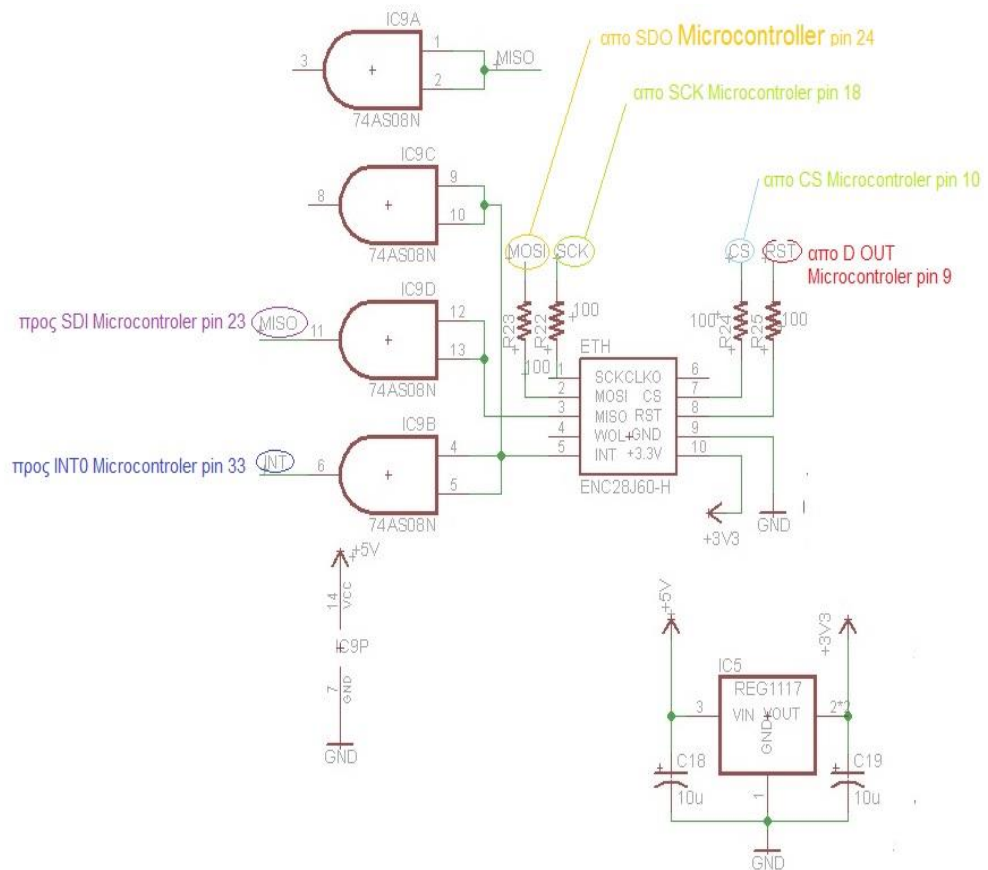 IC9A
1
3
2
MISO
74AS08N
απο SDO Microcontroller pin 24
απο SCK Microcontroler pin 18
IC9C
9
8
10
74AS08N
απο CS Microcontroler pin 10
MOSI
SCK
CS
RST
απο D OUT
Microcontroler pin 9
IC9D
12
προς SDI Microcontroler pin 23
MISO
11
13
74AS08N
R23
100
R22
100
R24
100
R25
100
ETH
1
SCK
CLKO
6
2
MOSI
CS
7
3
MISO
RST
8
4
WOL
GND
9
5
INT
+3.3V
10
ENC28J60-H
IC9B
4
προς INT0 Microcontroler pin 33
INT
6
5
74AS08N
+3V3
GND
+5V
14
VCC
IC9P
7
GND
GND
+5V
+3V3
IC5
REG1117
3
VIN
VOUT
GND
1
C18
10u
C19
10u
GND